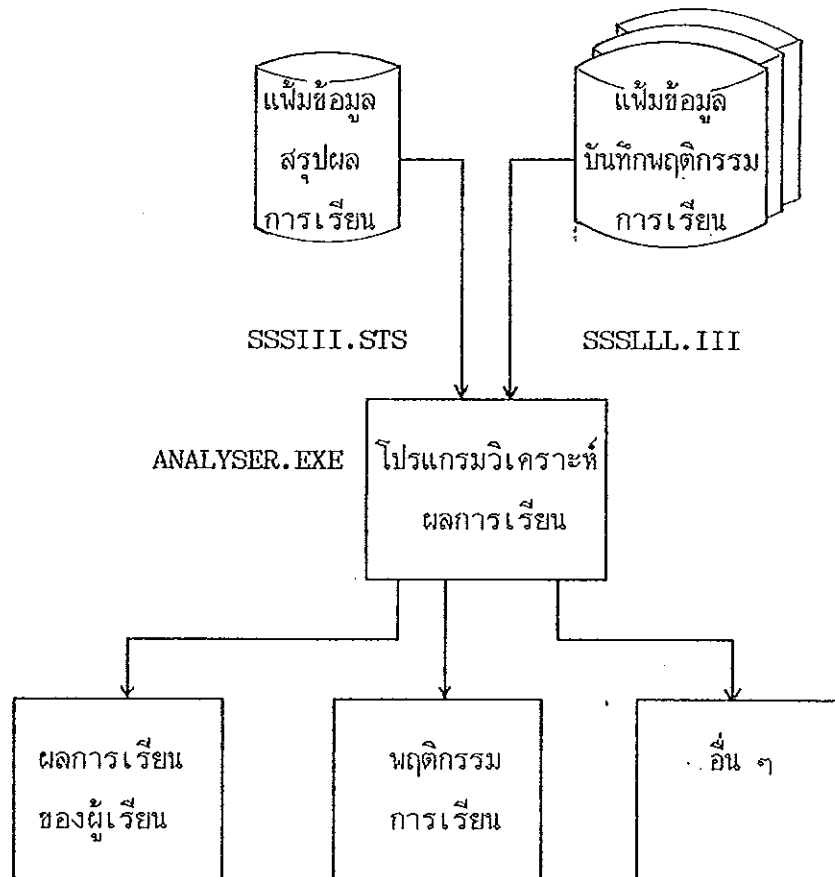 แฟ้มข้อมูล
สรุปผล
การเรียน
แฟ้มข้อมูล
บันทึกพฤติกรรม
การเรียน
SSSIII.STS
SSSLLL.III
ANALYSER.EXE
โปรแกรมวิเคราะห์
ผลการเรียน
ผลการเรียน
ของผู้เรียน
พฤติกรรม
การเรียน
อื่น ๆ